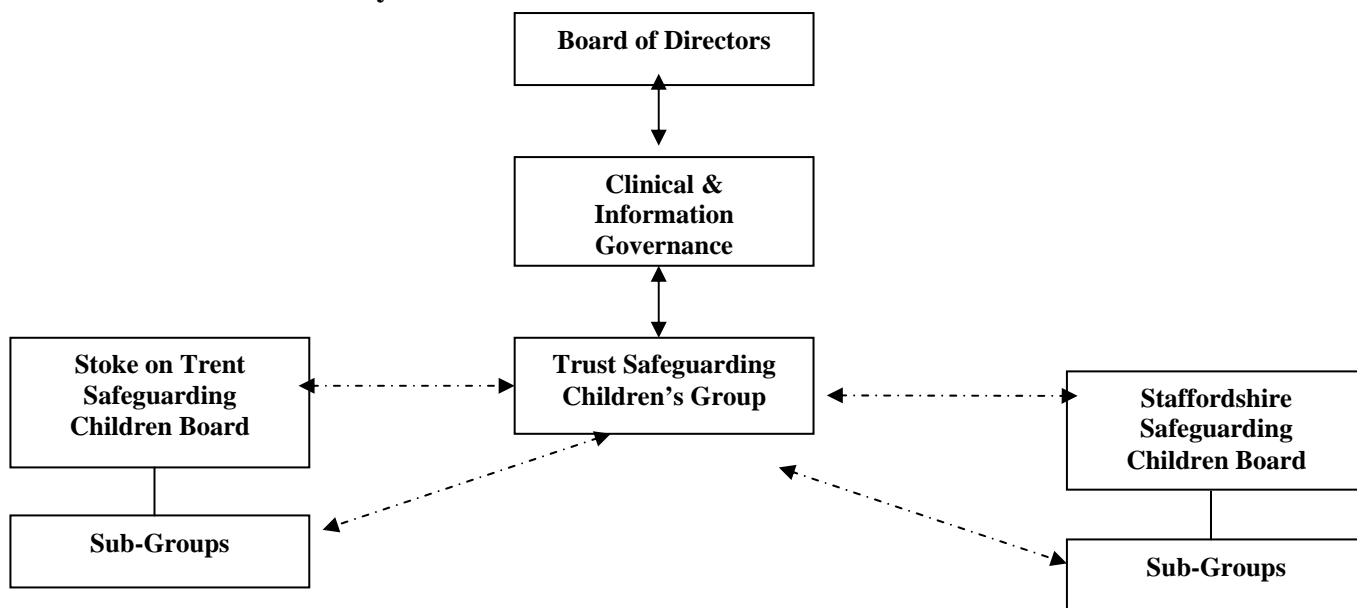 Board of Directors
Clinical &
Information
Governance
Stoke on Trent
Safeguarding
Children Board
Trust Safeguarding
Children’s Group
Staffordshire
Safeguarding
Children Board
Sub-Groups
Sub-Groups